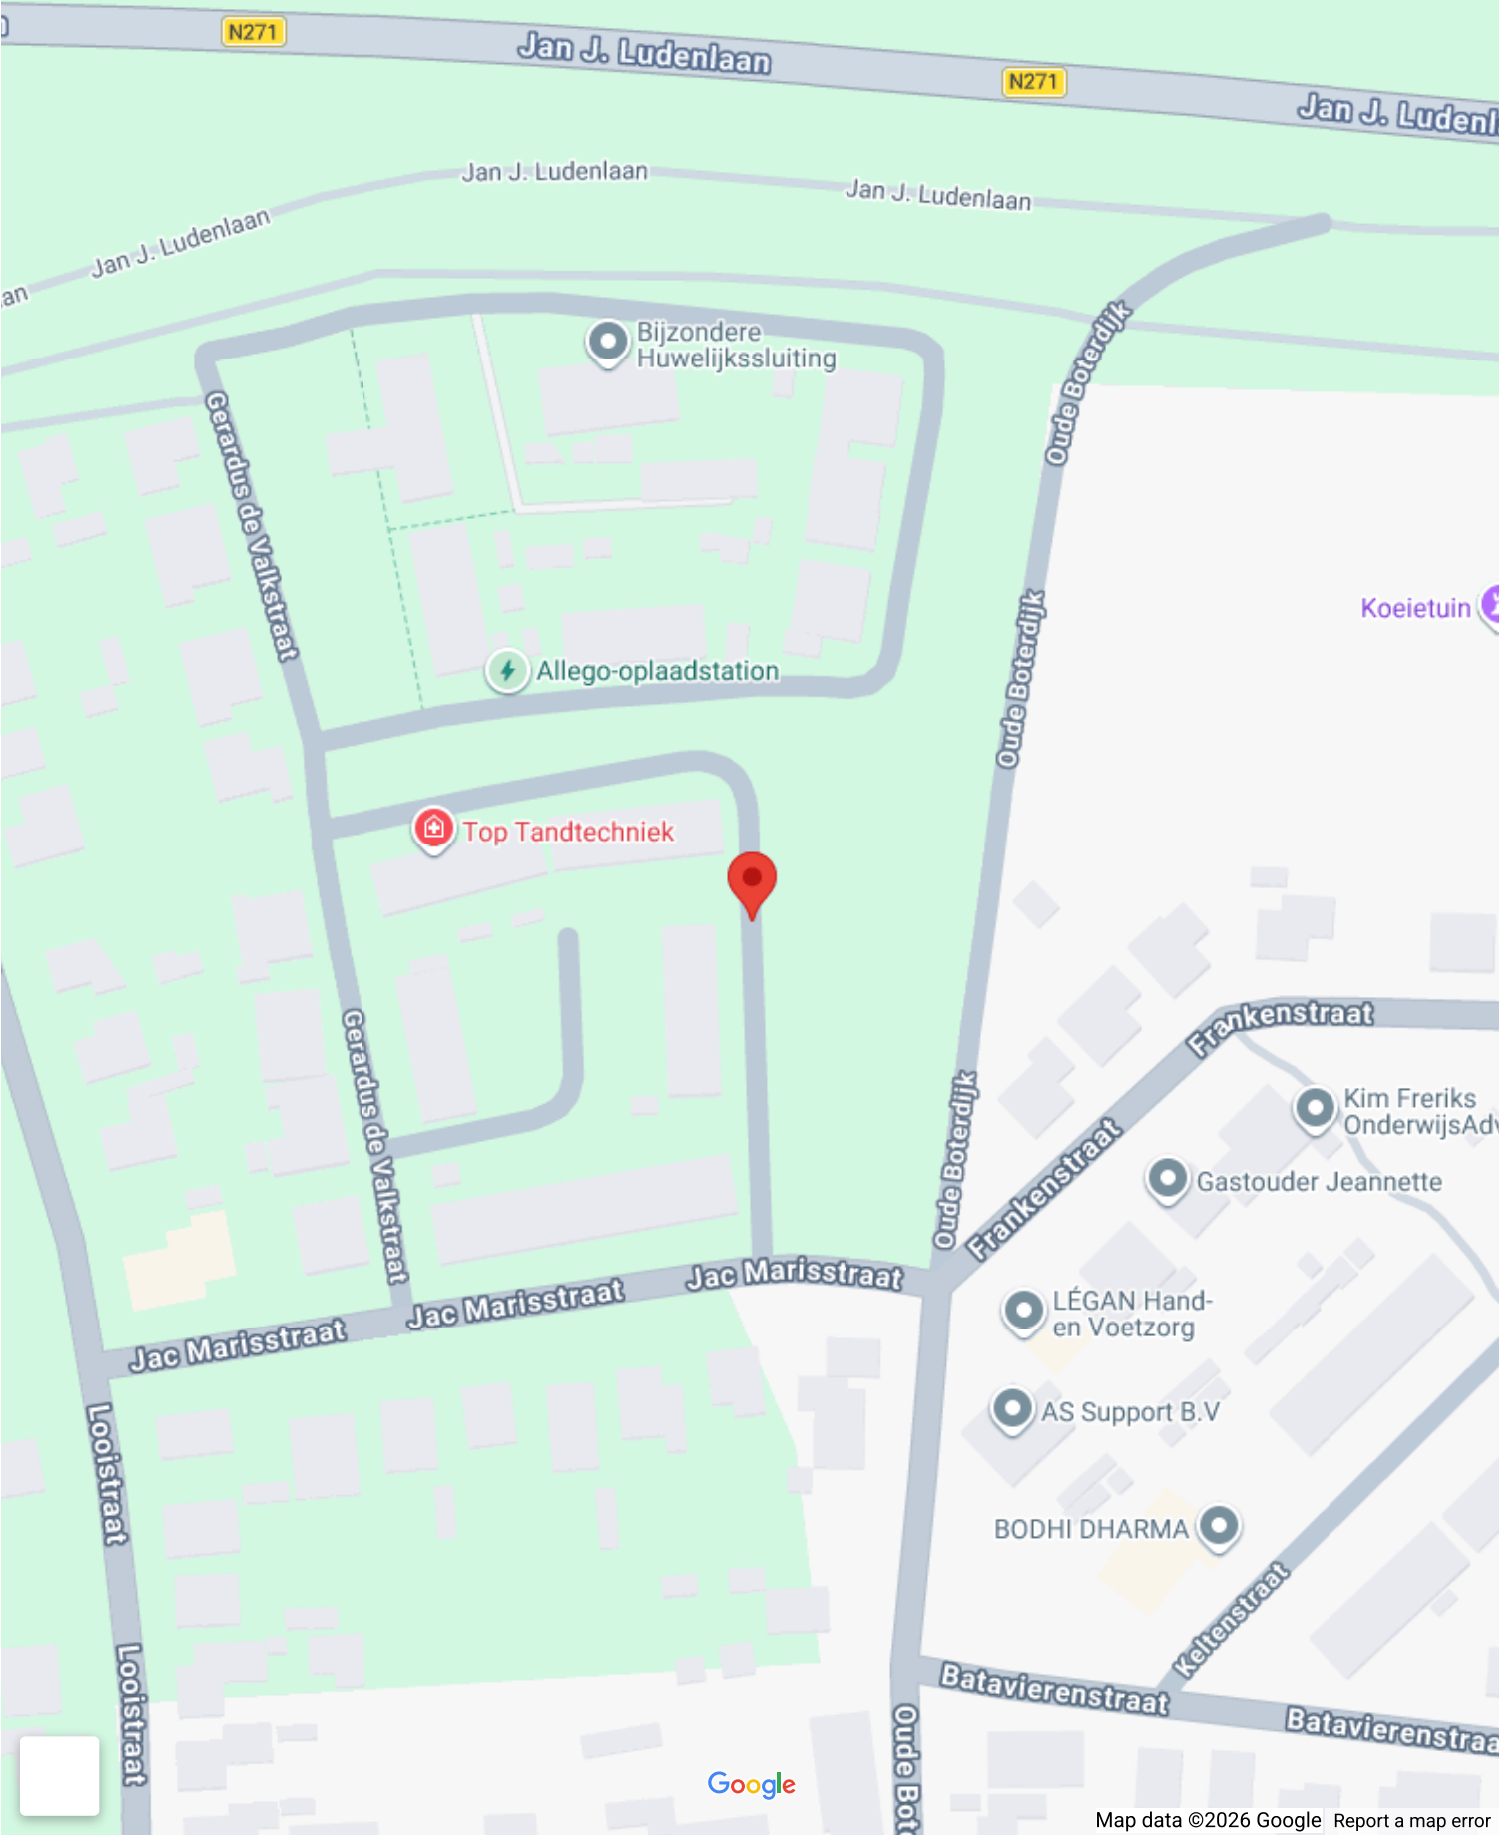 N271
Jan J. Ludenlaan
N271
Jan J. Ludenl
Jan J. Ludenlaan
Jan J. Ludenlaan
Jan J. Ludenlaan
an
Bijzondere
Huwelijkssluiting
Oude Boterdijk
Gerardus de Valkstraat
Koeietuin
Oude Boterdijk
Allego-oplaadstation
Top Tandtechniek
Frankenstraat
Gerardus de Valkstraat
Kim Freriks
OnderwijsAdv
Oude Boterdijk
Frankenstraat
Gastouder Jeannette
Jac Marisstraat
Jac Marisstraat
Jac Marisstraat
LÉGAN Hand-
en Voetzorg
AS Support B.V
Looistraat
BODHI DHARMA
Keltenstraat
Looistraat
Batavierenstraat
Batavierenstraa
Oude Bote
Google
Map data ©2026 Google
Report a map error